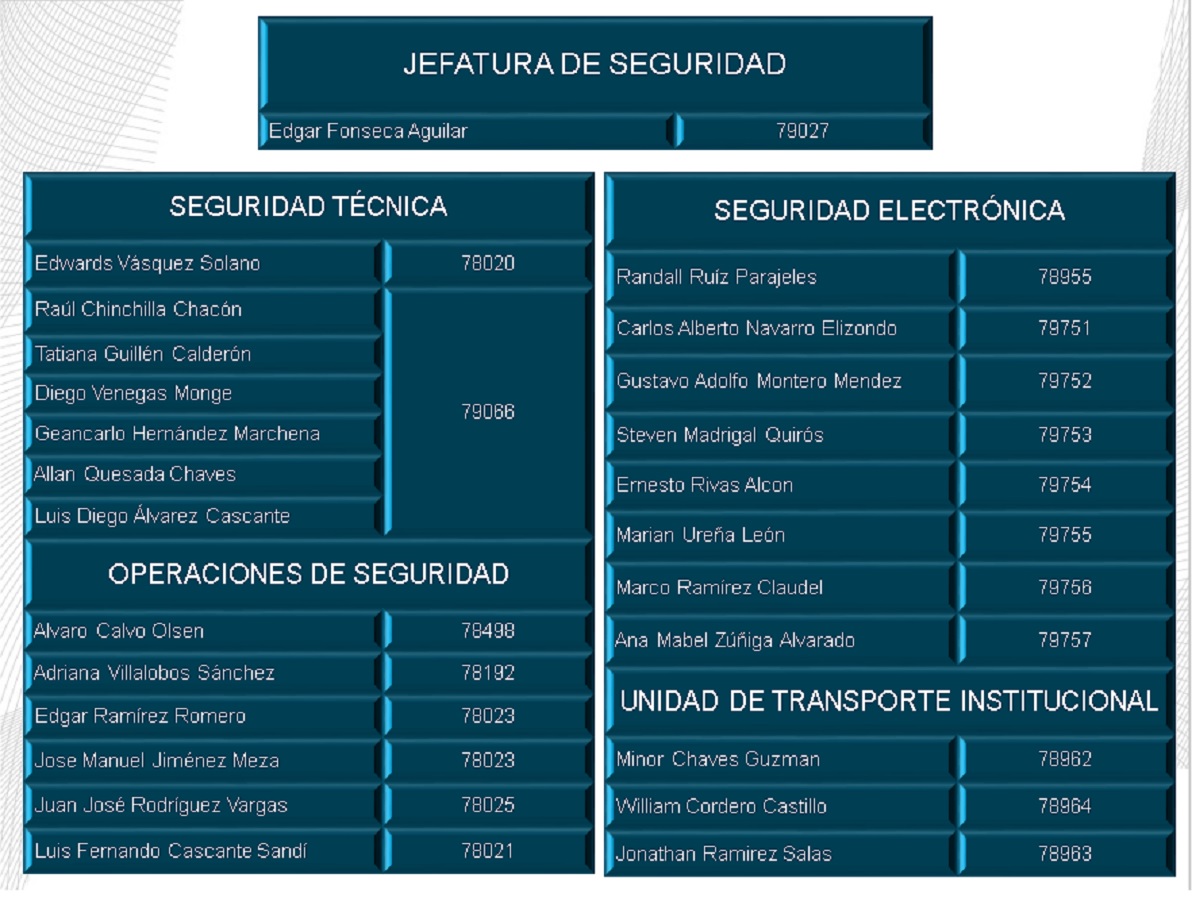 JEFATURA DE SEGURIDAD
Edgar Fonseca Aguilar 79027
SEGURIDAD TÉCNICA
Edwards Vásquez Solano 78020
Raúl Chinchilla Chacón
Tatiana Guillén Calderón
Diego Venegas Monge
79066
Geancarlo Hernández Marchena
Allan Quesada Chaves
Luis Diego Álvarez Cascante
OPERACIONES DE SEGURIDAD
Alvaro Calvo Olsen 78498
Adriana Villalobos Sánchez 78192
Edgar Ramírez Romero 78023
Jose Manuel Jiménez Meza 78023
Juan José Rodríguez Vargas 78025
Luis Fernando Cascante Sandí 78021
SEGURIDAD ELECTRÓNICA
Randall Ruíz Parajeles 78955
Carlos Alberto Navarro Elizondo 79751
Gustavo Adolfo Montero Mendez 79752
Steven Madrigal Quirós 79753
Ernesto Rivas Alcon 79754
Marian Ureña León 79755
Marco Ramírez Claudel 79756
Ana Mabel Zúñiga Alvarado 79757
UNIDAD DE TRANSPORTE INSTITUCIONAL
Minor Chaves Guzman 78962
William Cordero Castillo 78964
Jonathan Ramirez Salas 78963